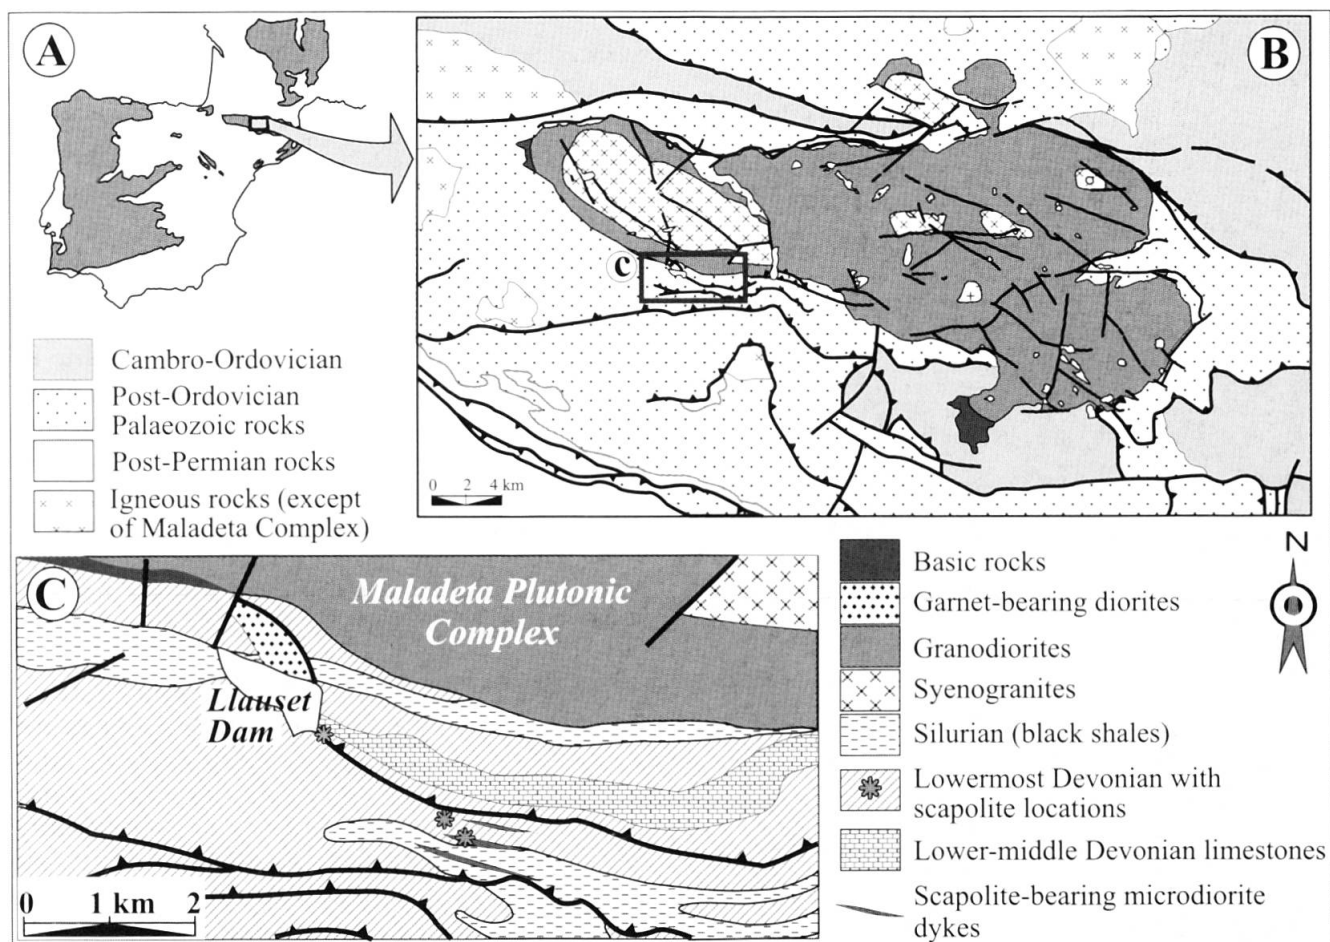 A
B
c
Cambro-Ordovician
Post-Ordovician
Palaeozoic rocks
Post-Permian rocks
Igneous rocks (except
of Maladeta Complex)
0 2 4 km
C
Maladeta Plutonic
Complex
Llauset
Dam
0 1 km 2
Basic rocks
Garnet-bearing diorites
Granodiorites
Syenogranites
Silurian (black shales)
Lowermost Devonian with
scapolite locations
Lower-middle Devonian limestones
Scapolite-bearing microdiorite
dykes
N